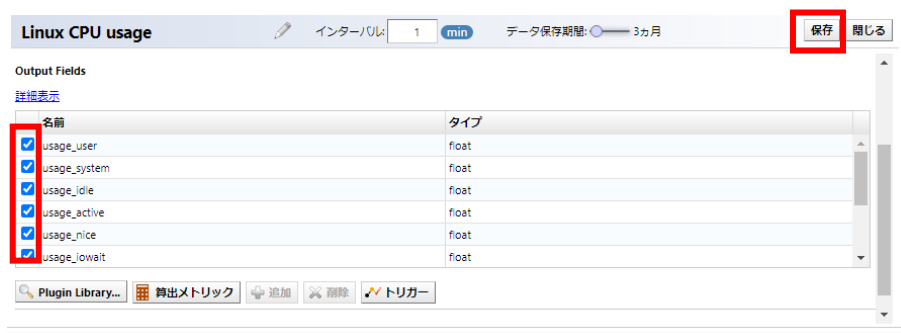 Linux CPU usage インターバル: 1 min データ保存期間: 3ヵ月 保存 閉じる
Output Fields
詳細表示
名前 タイプ
usage_user float
usage_system float
usage_idle float
usage_active float
usage_nice float
usage_iowait float
Plugin Library... 算出メトリック 追加 削除 トリガー